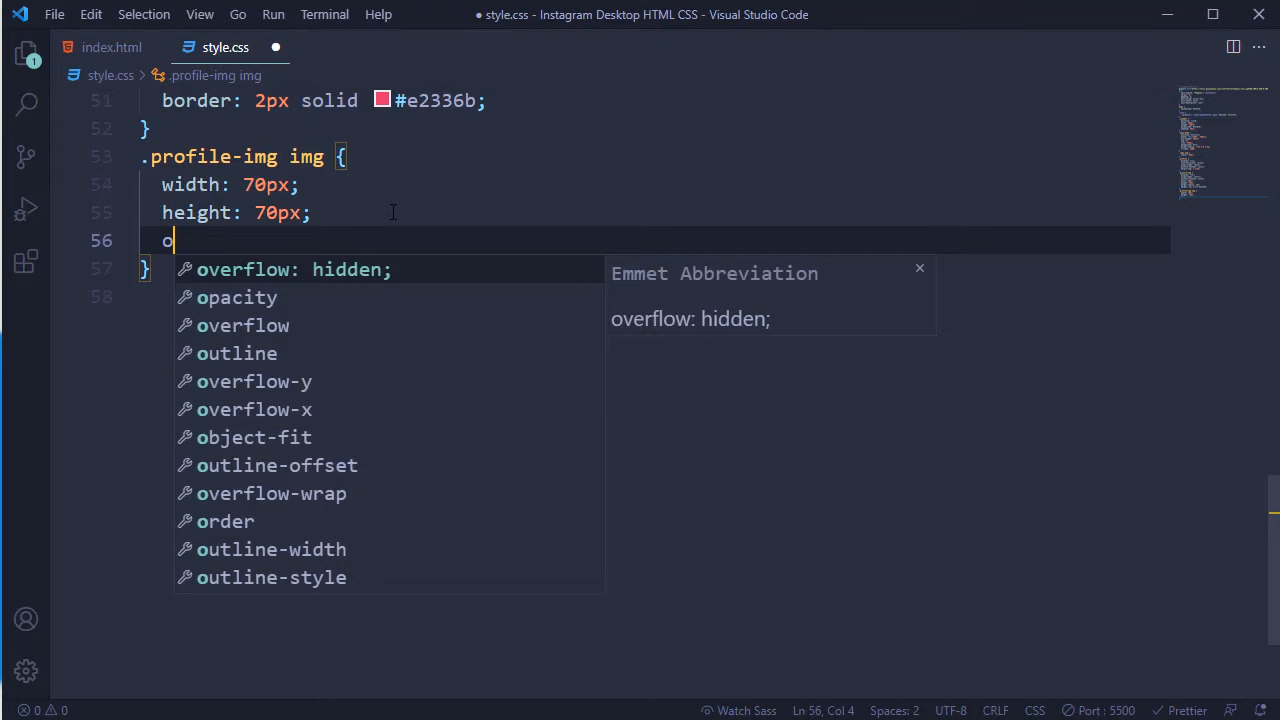 File Edit Selection View Go Run Terminal Help
● style.css - Instagram Desktop HTML CSS - Visual Studio Code
index.html style.css
style.css > .profile-img img
51 border: 2px solid #e2336b;
52 }
53 .profile-img img {
54 width: 70px;
55 height: 70px;
56 o
57 }
58
overflow: hidden;
opacity
overflow
outline
overflow-y
overflow-x
object-fit
outline-offset
overflow-wrap
order
outline-width
outline-style
Emmet Abbreviation
overflow: hidden;
1
0 0 Watch Sass Ln 56, Col 4 Spaces: 2 UTF-8 CRLF CSS Port : 5500 Prettier